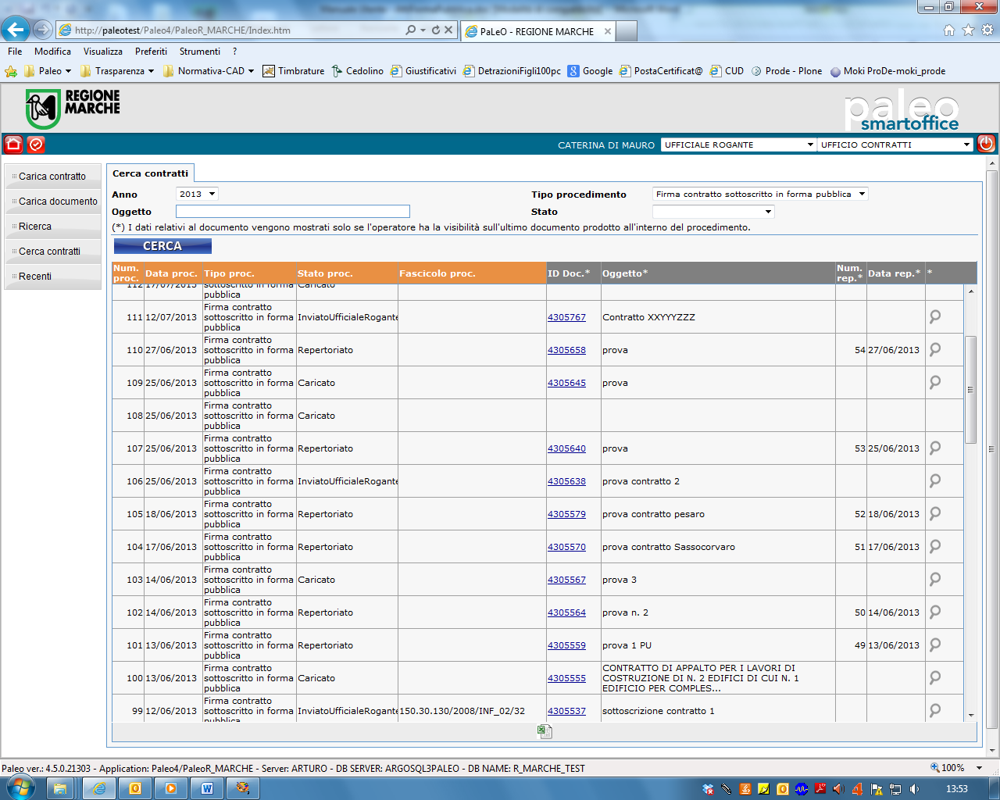 http://paleotest/Paleo4/PaleoR_MARCHE/Index.htm
PaLeO - REGIONE MARCHE
File Modifica Visualizza Preferiti Strumenti ?
Paleo Trasparenza Normativa-CAD Timbrature Cedolino Giustificativi DetrazioniFigli100pc Google PostaCertificat@ CUD Prode - Plone Moki ProDe-moki_prode
REGIONE
MARCHE
paleo
smartoffice
CATERINA DI MAURO UFFICIALE ROGANTE UFFICIO CONTRATTI
Carica contratto
Carica documento
Ricerca
Cerca contratti
Recenti
Cerca contratti
Anno 2013 Tipo procedimento Firma contratto sottoscritto in forma pubblica
Oggetto Stato
(*) I dati relativi al documento vengono mostrati solo se l'operatore ha la visibilità sull'ultimo documento prodotto all'interno del procedimento.
CERCA
Num. proc. Data proc. Tipo proc. Stato proc. Fascicolo proc. ID Doc.* Oggetto* Num. rep.* Data rep.* *
112 17/07/2013 sottoscritto in forma pubblica Caricato
111 12/07/2013 Firma contratto sottoscritto in forma pubblica InviatoUfficialeRogante 4305767 Contratto XXYYYZZZ
110 27/06/2013 Firma contratto sottoscritto in forma pubblica Repertoriato 4305658 prova 54 27/06/2013
109 25/06/2013 Firma contratto sottoscritto in forma pubblica Caricato 4305645 prova
108 25/06/2013 Firma contratto sottoscritto in forma pubblica Caricato
107 25/06/2013 Firma contratto sottoscritto in forma pubblica Repertoriato 4305640 prova 53 25/06/2013
106 25/06/2013 Firma contratto sottoscritto in forma pubblica InviatoUfficialeRogante 4305638 prova contratto 2
105 18/06/2013 Firma contratto sottoscritto in forma pubblica Repertoriato 4305579 prova contratto pesaro 52 18/06/2013
104 17/06/2013 Firma contratto sottoscritto in forma pubblica Repertoriato 4305570 prova contratto Sassocorvaro 51 17/06/2013
103 14/06/2013 Firma contratto sottoscritto in forma pubblica Caricato 4305567 prova 3
102 14/06/2013 Firma contratto sottoscritto in forma pubblica Repertoriato 4305564 prova n. 2 50 14/06/2013
101 13/06/2013 Firma contratto sottoscritto in forma pubblica Repertoriato 4305559 prova 1 PU 49 13/06/2013
100 13/06/2013 Firma contratto sottoscritto in forma pubblica Caricato 4305555 CONTRATTO DI APPALTO PER I LAVORI DI COSTRUZIONE DI N. 2 EDIFICI DI CUI N. 1 EDIFICIO PER COMPLES...
99 12/06/2013 Firma contratto sottoscritto in forma pubblica InviatoUfficialeRogante 150.30.130/2008/INF_02/32 4305537 sottoscrizione contratto 1
Paleo ver.: 4.5.0.21303 - Application: Paleo4/PaleoR_MARCHE - Server: ARTURO - DB SERVER: ARGOSQL3PALEO - DB NAME: R_MARCHE_TEST
100%
13:53